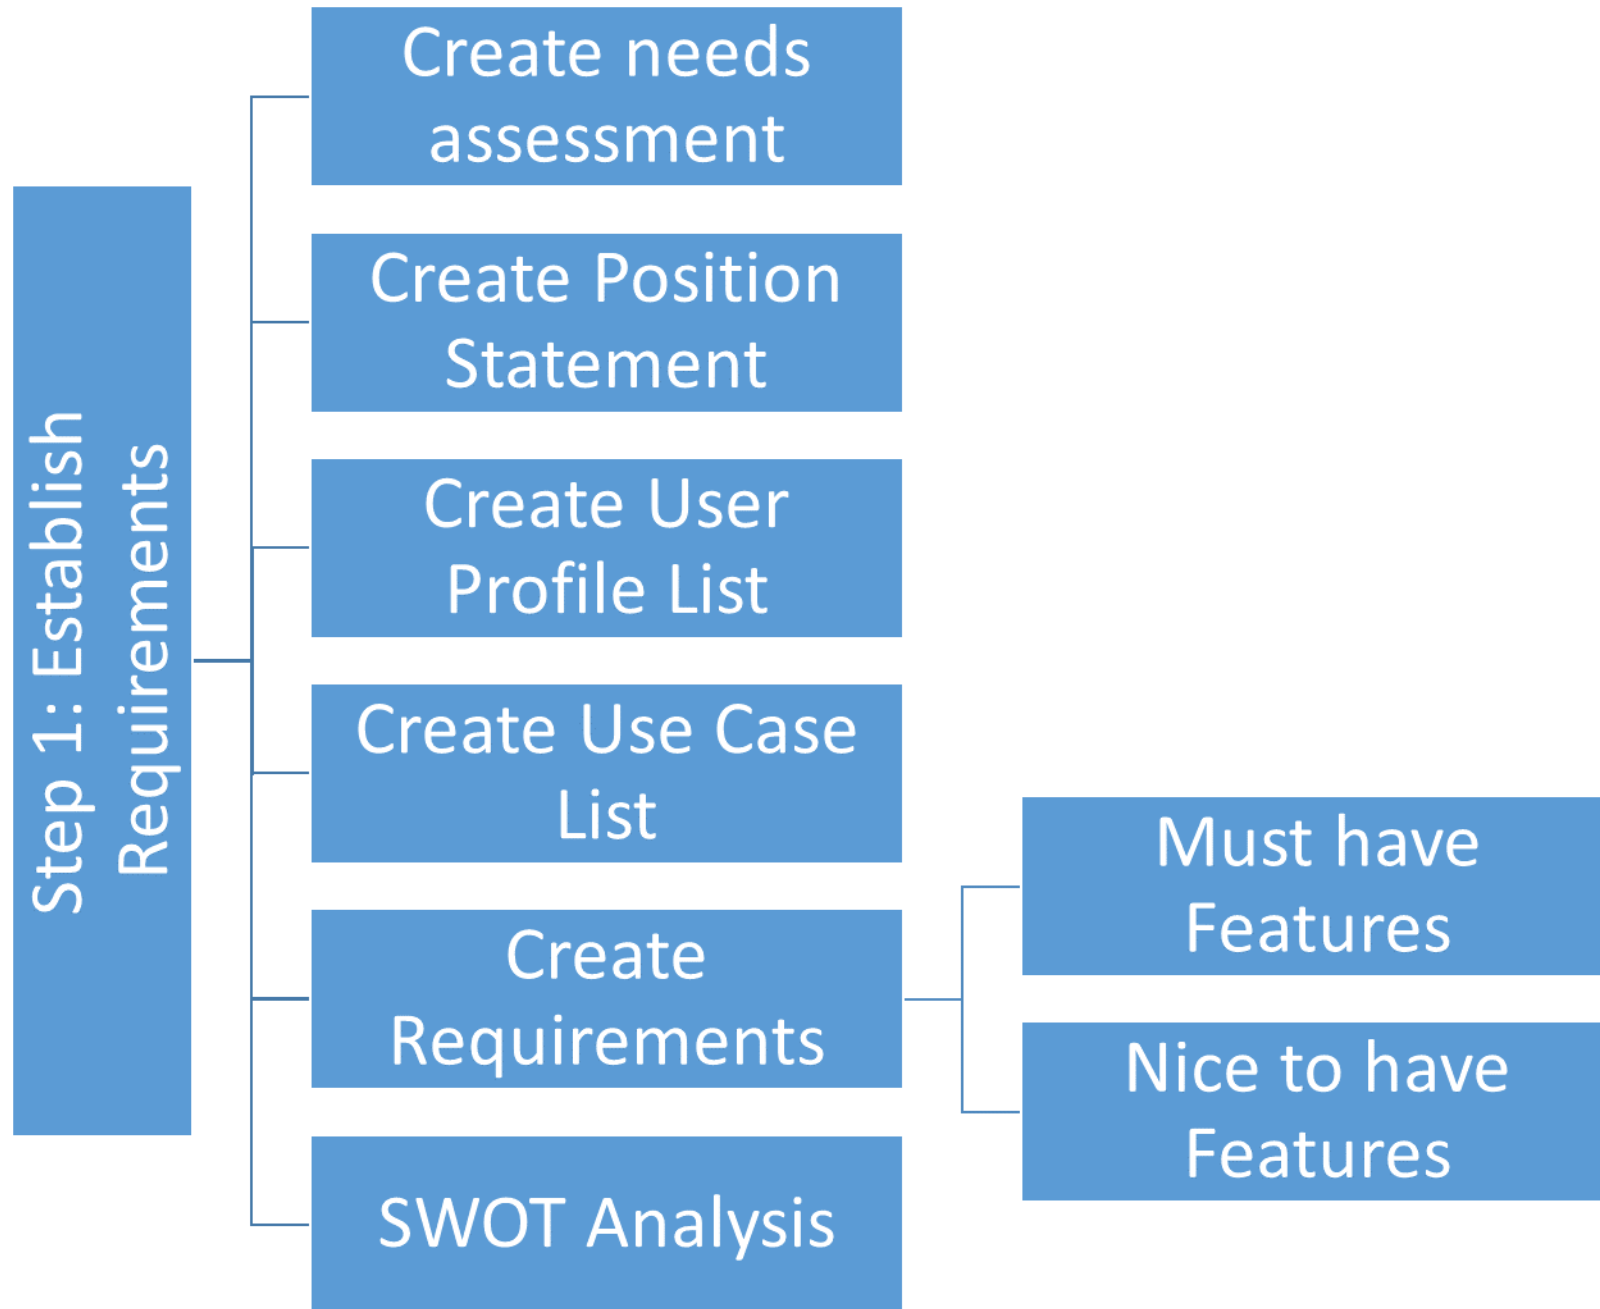 Step 1: Establish
Requirements
Create needs
assessment
Create Position
Statement
Create User
Profile List
Create Use Case
List
Create
Requirements
Must have
Features
Nice to have
Features
SWOT Analysis